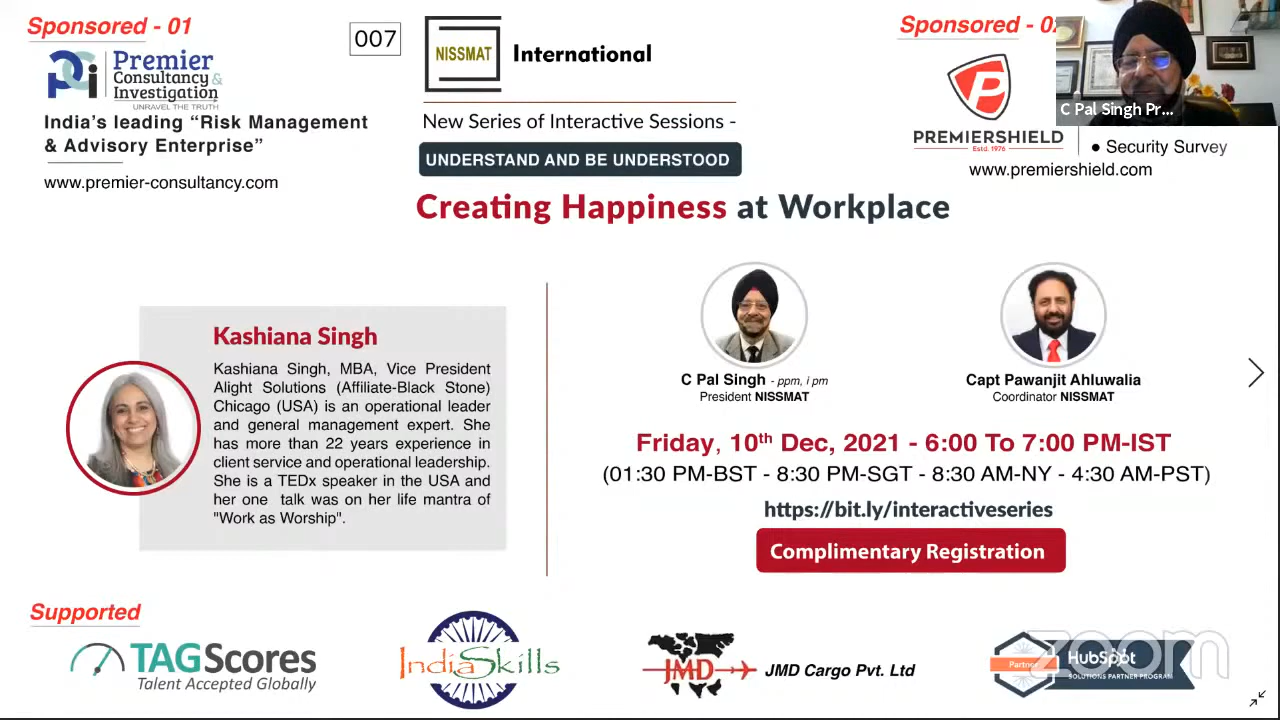 Sponsored - 01
Premier
Consultancy &
Investigation
UNRAVEL THE TRUTH
India's leading “Risk Management
& Advisory Enterprise”
www.premier-consultancy.com
007
NISSMAT
International
New Series of Interactive Sessions -
UNDERSTAND AND BE UNDERSTOOD
Creating Happiness at Workplace
Sponsored - 02
PREMIERSHIELD
Estd. 1976
• Security Survey
www.premiershield.com
C Pal Singh Pr...
Kashiana Singh
Kashiana Singh, MBA, Vice President
Alight Solutions (Affiliate-Black Stone)
Chicago (USA) is an operational leader
and general management expert. She
has more than 22 years experience in
client service and operational leadership.
She is a TEDx speaker in the USA and
her one talk was on her life mantra of
"Work as Worship".
C Pal Singh - ppm, i pm
President NISSMAT
Capt Pawanjit Ahluwalia
Coordinator NISSMAT
Friday, 10th Dec, 2021 - 6:00 To 7:00 PM-IST
(01:30 PM-BST - 8:30 PM-SGT - 8:30 AM-NY - 4:30 AM-PST)
https://bit.ly/interactiveseries
Complimentary Registration
Supported
TAGScores
Talent Accepted Globally
IndiaSkills
JMD
JMD Cargo Pvt. Ltd
Partner
HubSpot
SOLUTIONS PARTNER PROGRAM
zoom